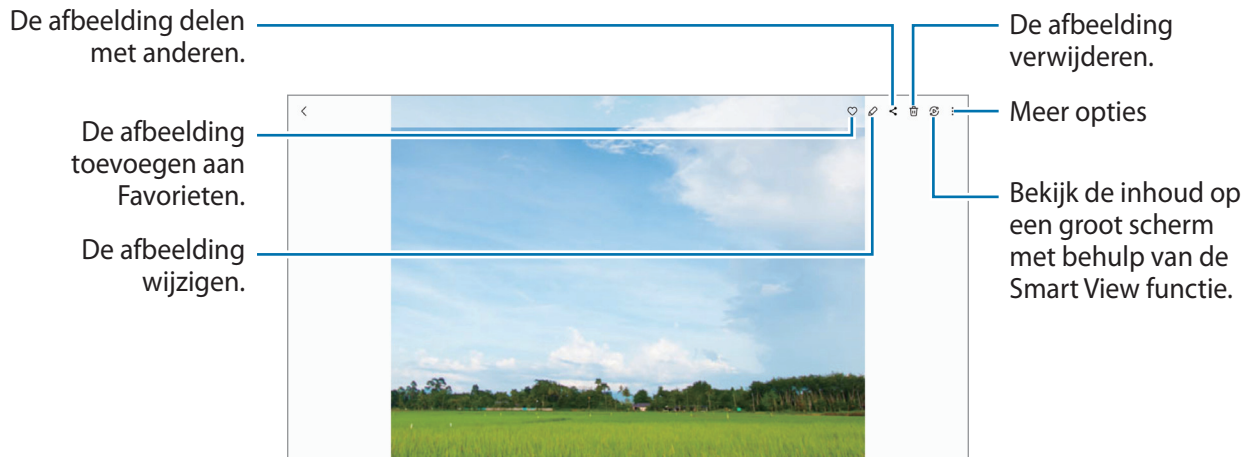 De afbeelding delen
met anderen.
De afbeelding
toevoegen aan
Favorieten.
De afbeelding
wijzigen.
De afbeelding
verwijderen.
Meer opties
Bekijk de inhoud op
een groot scherm
met behulp van de
Smart View functie.